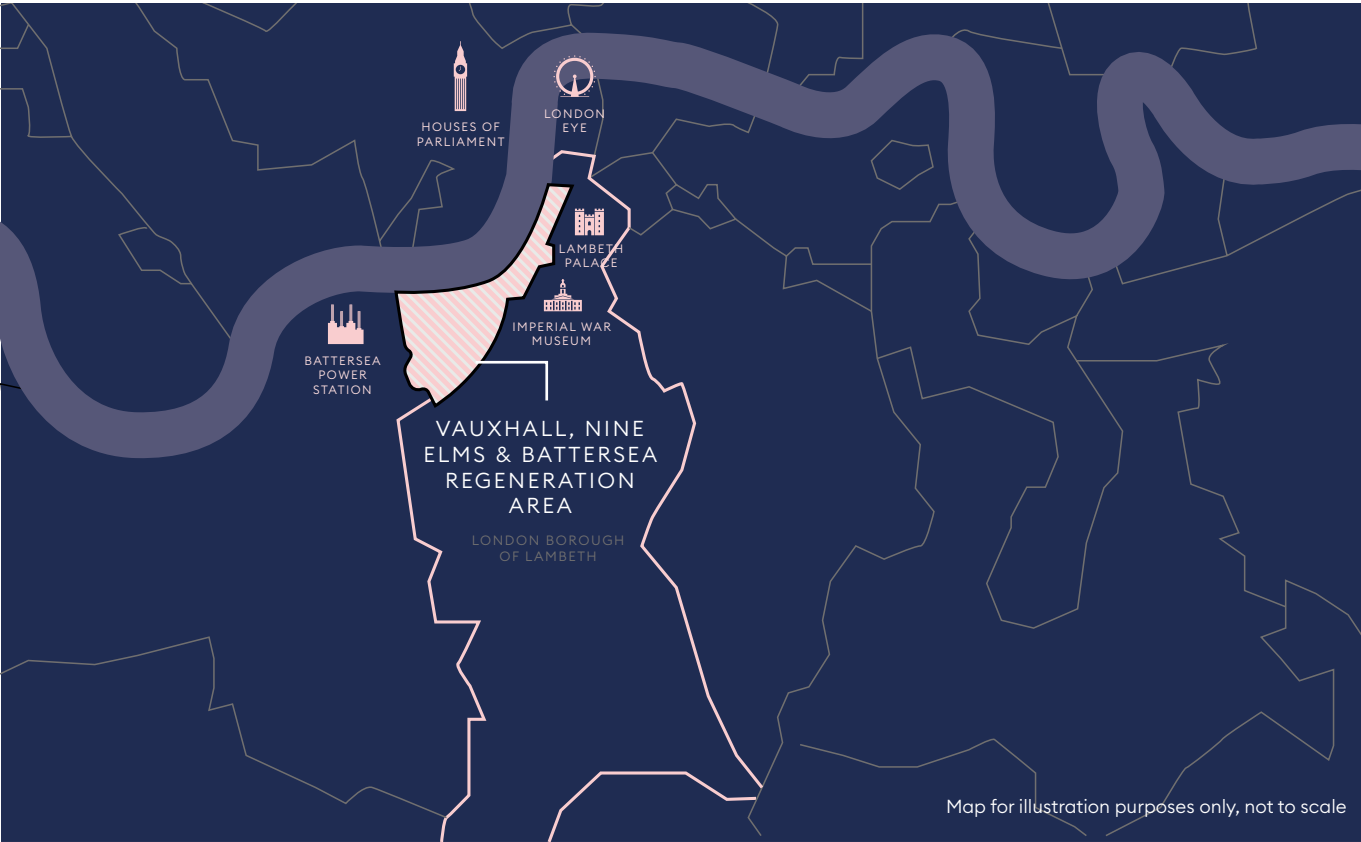 HOUSES OF
PARLIAMENT
LONDON
EYE
LAMBETH
PALACE
IMPERIAL WAR
MUSEUM
BATTERSEA
POWER
STATION
VAUXHALL, NINE
ELMS & BATTERSEA
REGENERATION
AREA
LONDON BOROUGH
OF LAMBETH
Map for illustration purposes only, not to scale